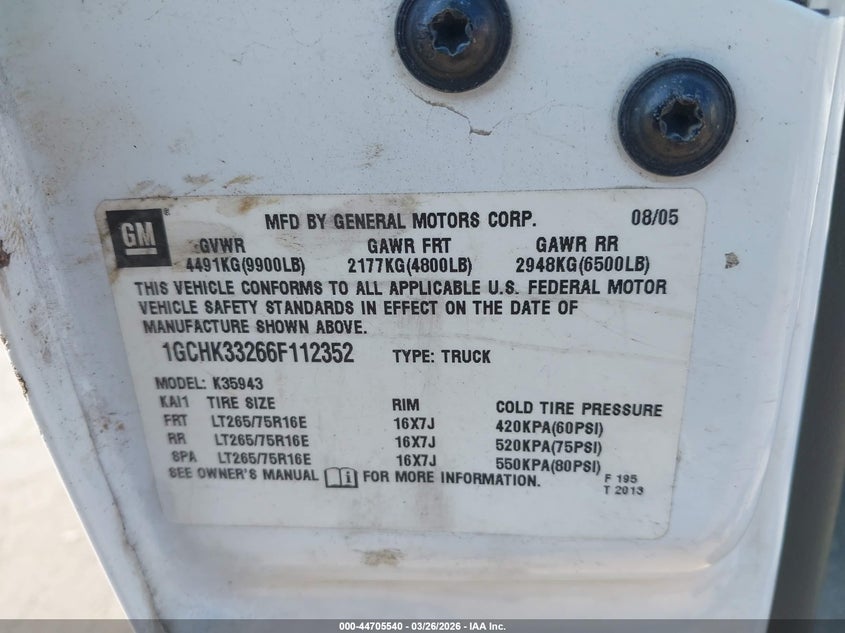 GM ®
MFD BY GENERAL MOTORS CORP. 08/05
GVWR GAWR FRT GAWR RR
4491KG(9900LB) 2177KG(4800LB) 2948KG(6500LB)
THIS VEHICLE CONFORMS TO ALL APPLICABLE U.S. FEDERAL MOTOR
VEHICLE SAFETY STANDARDS IN EFFECT ON THE DATE OF
MANUFACTURE SHOWN ABOVE.
1GCHK33266F112352 TYPE: TRUCK
MODEL: K35943
KAI1 TIRE SIZE RIM COLD TIRE PRESSURE
FRT LT265/75R16E 16X7J 420KPA(60PSI)
RR LT265/75R16E 16X7J 520KPA(75PSI)
SPA LT265/75R16E 16X7J 550KPA(80PSI)
SEE OWNER'S MANUAL i FOR MORE INFORMATION.
F 195
T 2013
000-44705540 - 03/26/2026 - IAA Inc.